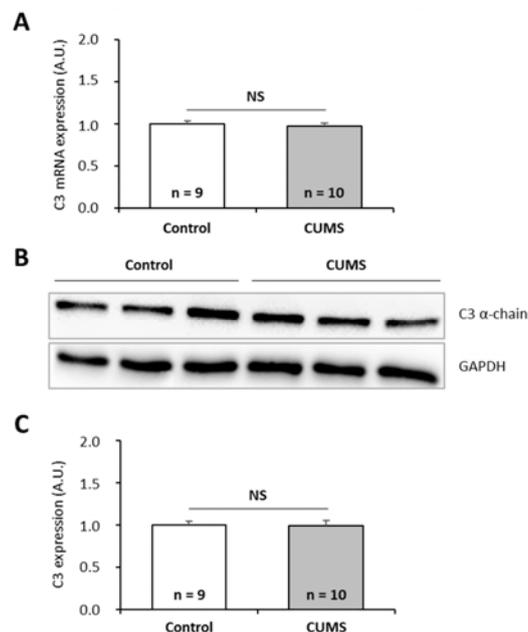 A
C3 mRNA expression (A.U.)
2.0
1.5
1.0
0.5
0.0
NS
n = 9
n = 10
Control
CUMS
B
Control
CUMS
C3 α-chain
GAPDH
C
C3 expression (A.U.)
2.0
1.5
1.0
0.5
0.0
NS
n = 9
n = 10
Control
CUMS